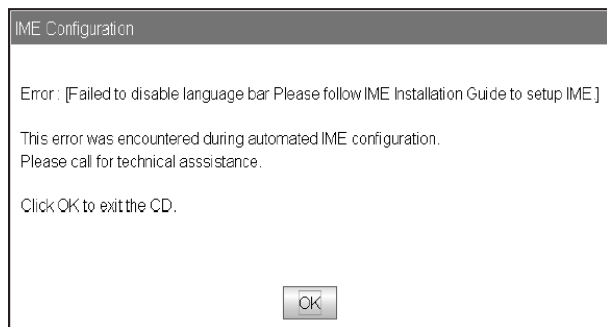 IME Configuration
Error : [Failed to disable language bar Please follow IME Installation Guide to setup IME ]
This error was encountered during automated IME configuration.
Please call for technical asssistance.
Click OK to exit the CD.
OK